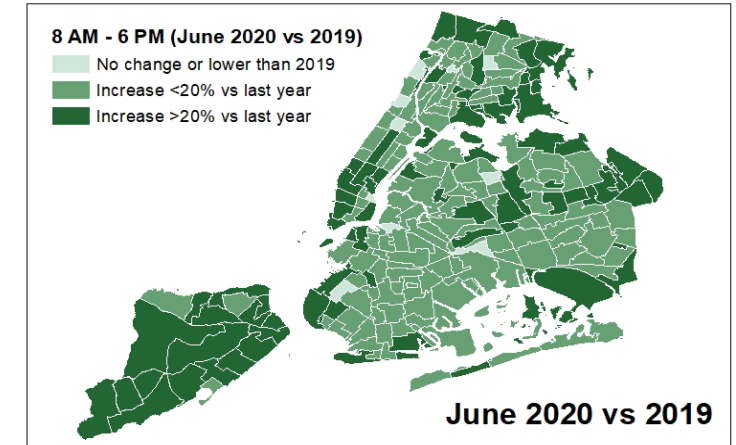 8 AM - 6 PM (June 2020 vs 2019)
No change or lower than 2019
Increase <20% vs last year
Increase >20% vs last year
June 2020 vs 2019